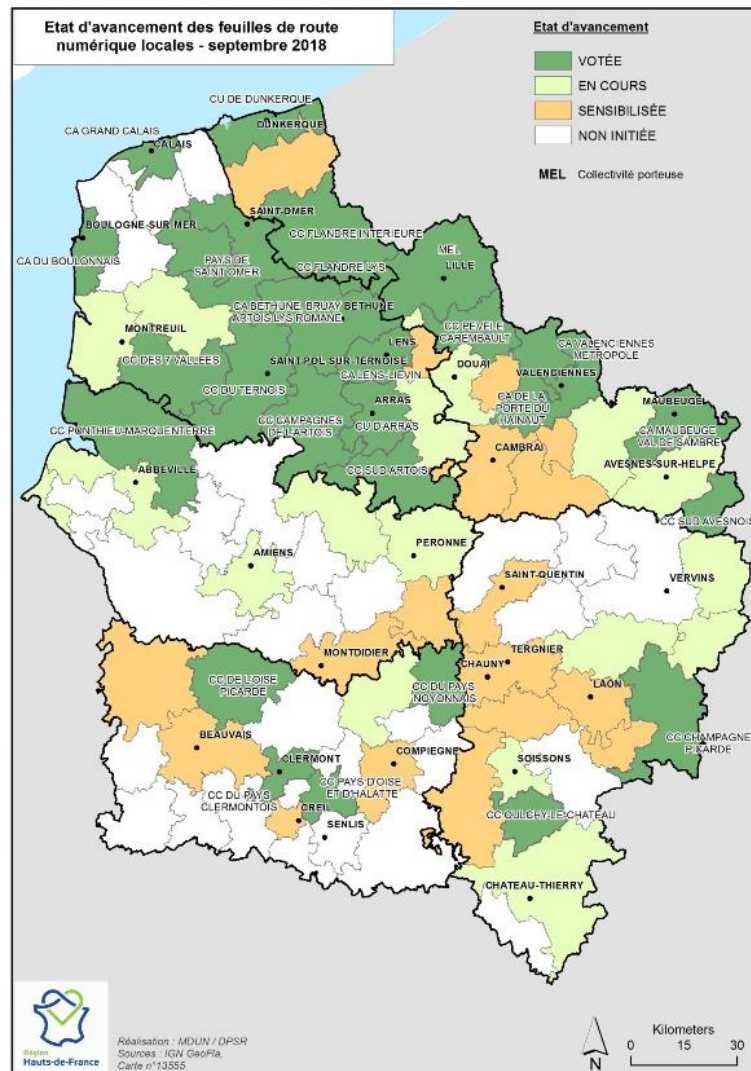 Etat d'avancement des feuilles de route
numérique locales - septembre 2018
Etat d'avancement
VOTÉE
EN COURS
SENSIBILISÉE
NON INITIÉE
MEL Collectivité porteuse
CU DE DUNKERQUE
DUNKERQUE
CA GRAND CALAIS
CALAIS
SAINT-OMER
BOULOGNE-SUR-MER
CC FLANDRE INTERIEURE
MEL
LILLE
CA DU BOULONNAIS
PAYS DE
SAINT OMER
CC FLANDRE LYS
CA BETHUNE, BRUAY BETHUNE
ARTOIS LYS ROMANE
CC PEVELE
CAREMBAULT
MONTREUIL
LENS
CA VALENCIENNES
METROPOLE
CC DES 7 VALLEES
SAINT-POL SUR TERNOISE
DOUAI
VALENCIENNES
CA LENS-LIEVIN
CC DU TERNOIS
ARRAS
CA DE LA
PORTE DU
HAINAUT
MAUBEUGE
CC PONTHIEU-MARQUENTERRE
CC CAMPAGNES
DE L'ARTOIS
CU D'ARRAS
CA MAUBEUGE
VAL DE SAMBRE
CAMBRAI
AVESNES-SUR-HELPE
ABBEVILLE
CC SUD ARTOIS
CC SUD AVESNOIS
PERONNE
AMIENS
SAINT-QUENTIN
VERVINS
MONTDIDIER
TERGNIER
CHAUNY
CC DE L'OISE
PICARDE
CC DU PAYS
NOYONNAIS
LAON
BEAUVAIS
CC CHAMPAGNE
PICARDE
CLERMONT
COMPIEGNE
SOISSONS
CC DU PAYS
CLERMONTOIS
CC PAYS D'OISE
ET D'HALATTE
CREIL
CC OULCHY-LE-CHATEAU
SENLIS
CHATEAU-THIERRY
Région
Hauts-de-France
Réalisation : MDUN / DPSR
Sources : IGN GeoFla,
Carte n°13555
N
Kilometers
0 10 30